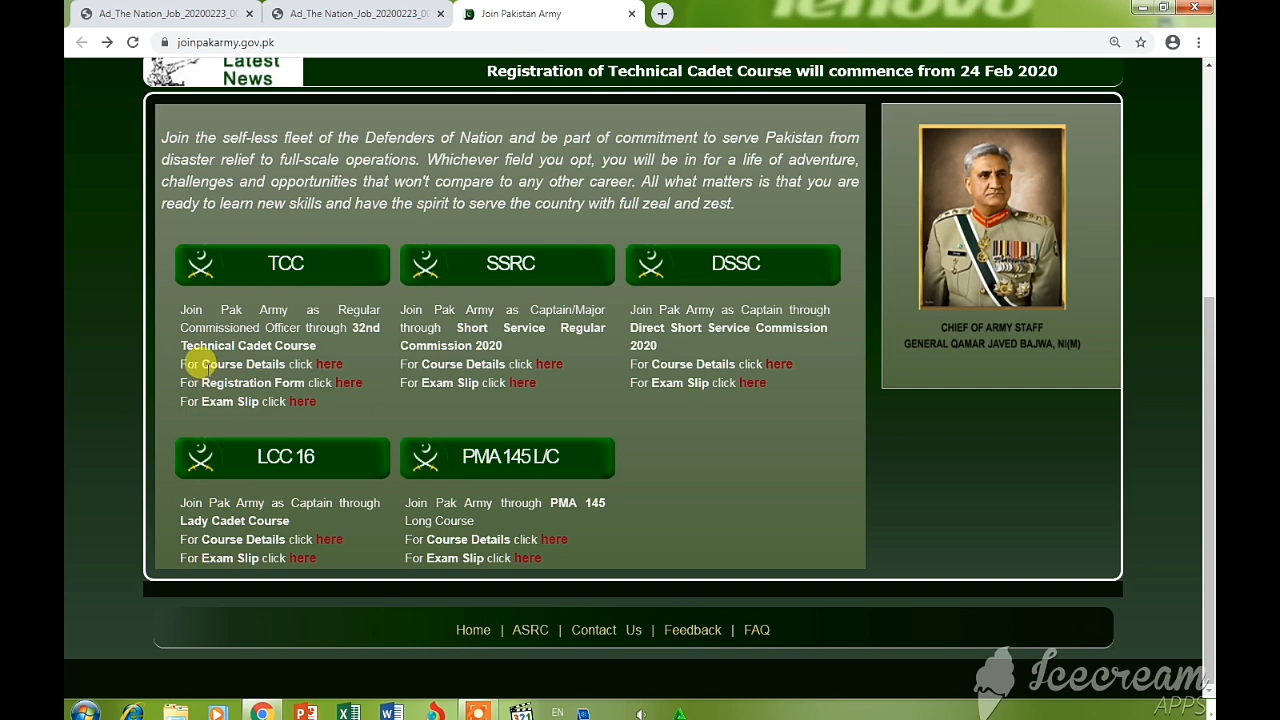 lenovo
Ad_The Nation_Job_20200223_0
Ad_The Nation_Job_20200223_0
Join Pakistan Army
joinpakarmy.gov.pk
Latest
News
Registration of Technical Cadet Course will commence from 24 Feb 2020
Join the self-less fleet of the Defenders of Nation and be part of commitment to serve Pakistan from
disaster relief to full-scale operations. Whichever field you opt, you will be in for a life of adventure,
challenges and opportunities that won't compare to any other career. All what matters is that you are
ready to learn new skills and have the spirit to serve the country with full zeal and zest.
TCC
Join Pak Army as Regular
Commissioned Officer through 32nd
Technical Cadet Course
For Course Details click here
For Registration Form click here
For Exam Slip click here
SSRC
Join Pak Army as Captain/Major
through Short Service Regular
Commission 2020
For Course Details click here
For Exam Slip click here
DSSC
Join Pak Army as Captain through
Direct Short Service Commission
2020
For Course Details click here
For Exam Slip click here
CHIEF OF ARMY STAFF
GENERAL QAMAR JAVED BAJWA, NI(M)
LCC 16
Join Pak Army as Captain through
Lady Cadet Course
For Course Details click here
For Exam Slip click here
PMA 145 L/C
Join Pak Army through PMA 145
Long Course
For Course Details click here
For Exam Slip click here
Home | ASRC | Contact Us | Feedback | FAQ
Icecream
APPS
EN